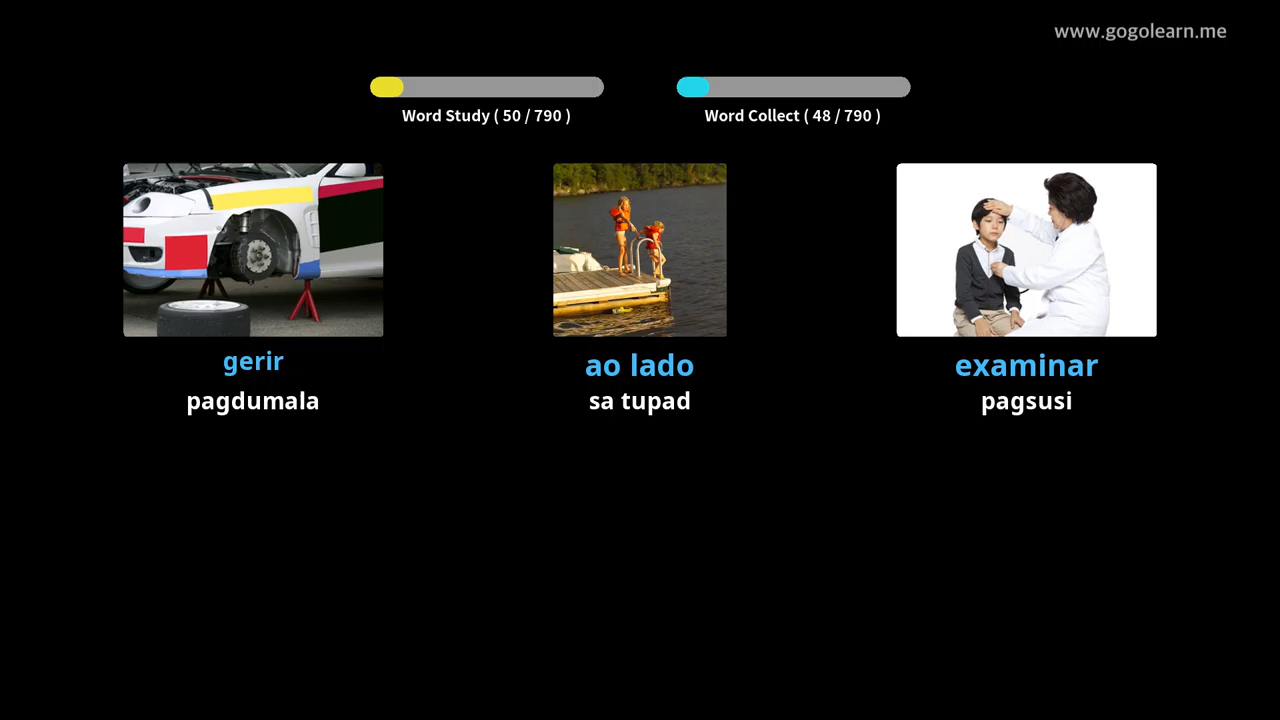 www.gogolearn.me
Word Study ( 50 / 790 )
Word Collect ( 48 / 790 )
gerir
pagdumala
ao lado
sa tupad
examinar
pagsusi